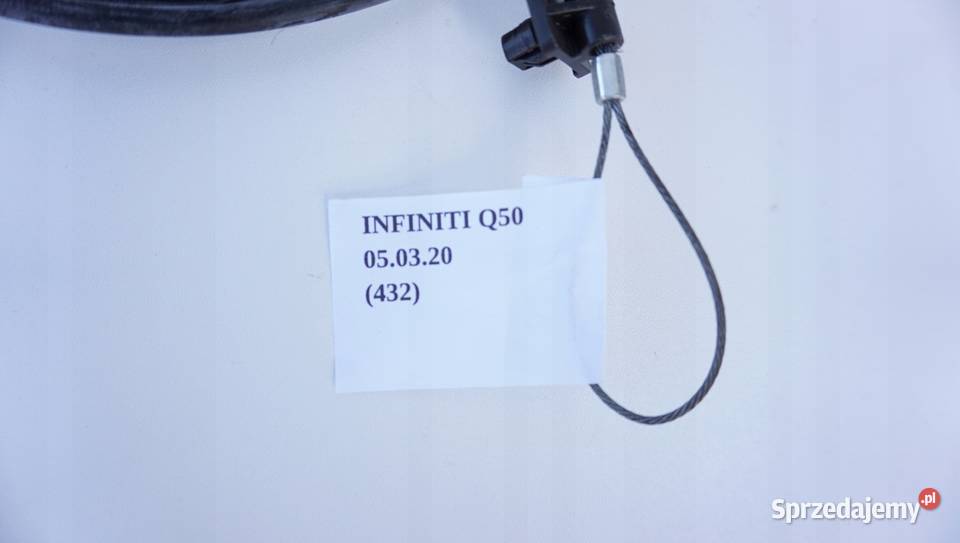 INFINITI Q50
05.03.20
(432)
Sprzedajemy.pl